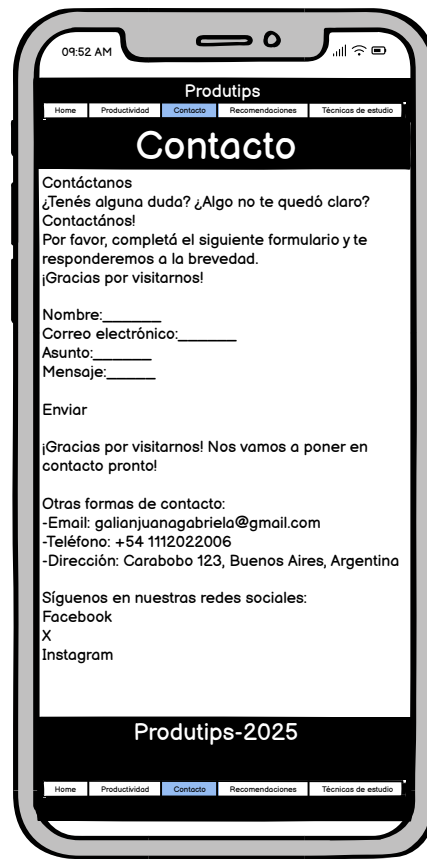 09:52 AM
Produtips
Home Productividad Contacto Recomendaciones Técnicas de estudio
Contacto
Contáctanos
¿Tenés alguna duda? ¿Algo no te quedó claro?
Contactános!
Por favor, completá el siguiente formulario y te
responderemos a la brevedad.
¡Gracias por visitarnos!
Nombre:_______
Correo electrónico:_______
Asunto:_______
Mensaje:______
Enviar
¡Gracias por visitarnos! Nos vamos a poner en
contacto pronto!
Otras formas de contacto:
-Email: galianjuanagabriela@gmail.com
-Teléfono: +54 1112022006
-Dirección: Carabobo 123, Buenos Aires, Argentina
Síguenos en nuestras redes sociales:
Facebook
X
Instagram
Produtips-2025
Home Productividad Contacto Recomendaciones Técnicas de estudio